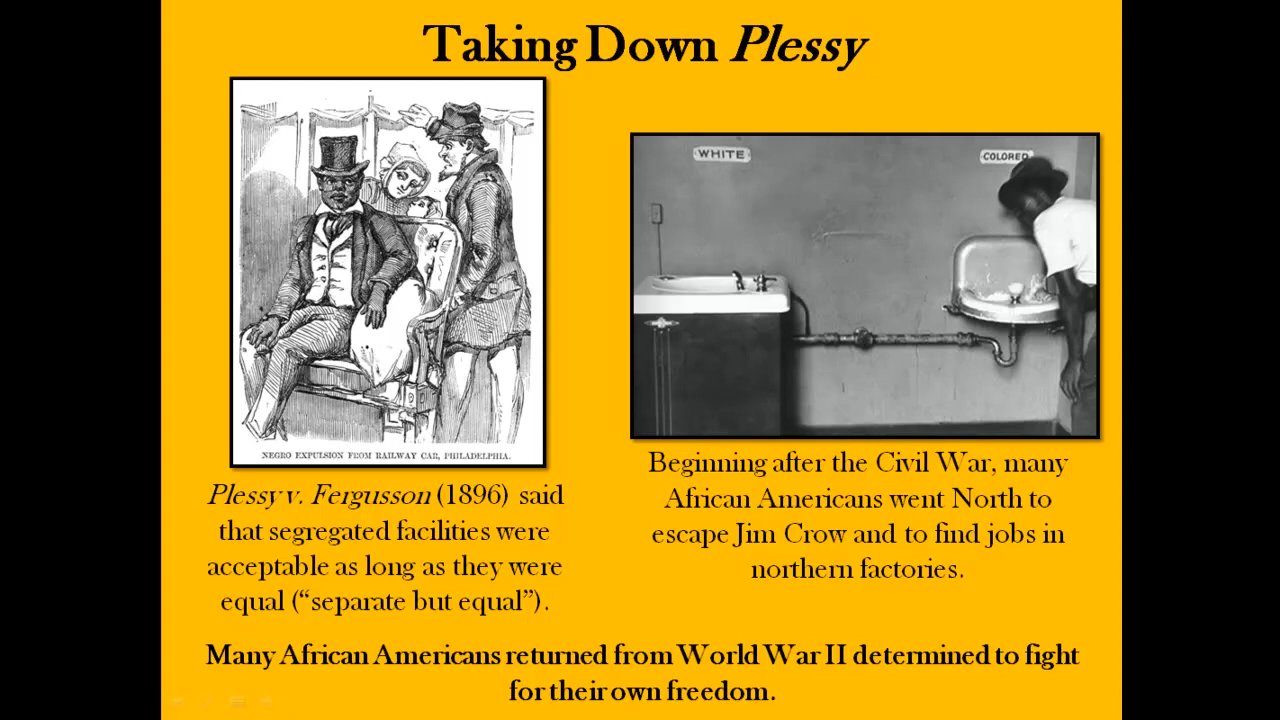 Taking Down Plessy
NEGRO EXPULSION FROM RAILWAY CAR, PHILADELPHIA.
Plessy v. Fergusson (1896) said
that segregated facilities were
acceptable as long as they were
equal (“separate but equal”).
WHITE
COLORED
Beginning after the Civil War, many
African Americans went North to
escape Jim Crow and to find jobs in
northern factories.
Many African Americans returned from World War II determined to fight
for their own freedom.